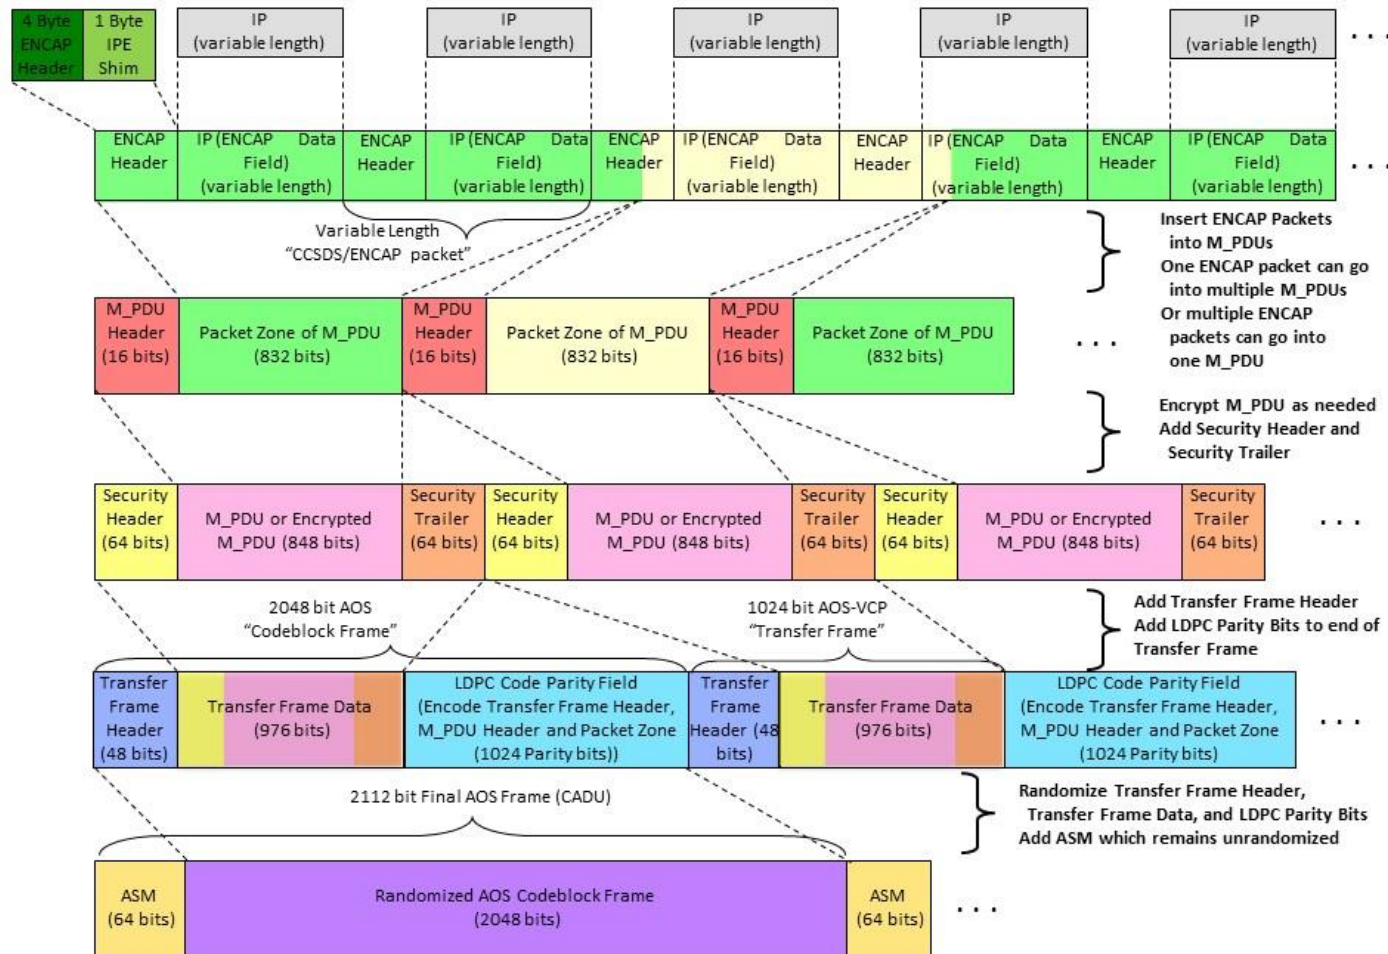 4 Byte
ENCAP
Header
1 Byte
IPE
Shim
IP
(variable length)
IP
(variable length)
IP
(variable length)
IP
(variable length)
IP
(variable length)
. . .
ENCAP
Header
IP (ENCAP Data
Field)
(variable length)
ENCAP
Header
IP (ENCAP Data
Field)
(variable length)
ENCAP
Header
IP (ENCAP Data
Field)
(variable length)
ENCAP
Header
IP (ENCAP Data
Field)
(variable length)
ENCAP
Header
IP (ENCAP Data
Field)
(variable length)
. . .
Variable Length
“CCSDS/ENCAP packet”
Insert ENCAP Packets
into M_PDUs
One ENCAP packet can go
into multiple M_PDUs
Or multiple ENCAP
packets can go into
one M_PDU
M_PDU
Header
(16 bits)
Packet Zone of M_PDU
(832 bits)
M_PDU
Header
(16 bits)
Packet Zone of M_PDU
(832 bits)
M_PDU
Header
(16 bits)
Packet Zone of M_PDU
(832 bits)
. . .
Encrypt M_PDU as needed
Add Security Header and
Security Trailer
Security
Header
(64 bits)
M_PDU or Encrypted
M_PDU (848 bits)
Security
Trailer
(64 bits)
Security
Header
(64 bits)
M_PDU or Encrypted
M_PDU (848 bits)
Security
Trailer
(64 bits)
Security
Header
(64 bits)
M_PDU or Encrypted
M_PDU (848 bits)
Security
Trailer
(64 bits)
. . .
2048 bit AOS
“Codeblock Frame”
1024 bit AOS-VCP
“Transfer Frame”
Add Transfer Frame Header
Add LDPC Parity Bits to end of
Transfer Frame
Transfer
Frame
Header
(48 bits)
Transfer Frame Data
(976 bits)
LDPC Code Parity Field
(Encode Transfer Frame Header,
M_PDU Header and Packet Zone
(1024 Parity bits))
Transfer
Frame
Header (48
bits)
Transfer Frame Data
(976 bits)
LDPC Code Parity Field
(Encode Transfer Frame Header,
M_PDU Header and Packet Zone
(1024 Parity bits)
. . .
2112 bit Final AOS Frame (CADU)
Randomize Transfer Frame Header,
Transfer Frame Data, and LDPC Parity Bits
Add ASM which remains unrandomized
ASM
(64 bits)
Randomized AOS Codeblock Frame
(2048 bits)
ASM
(64 bits)
. . .